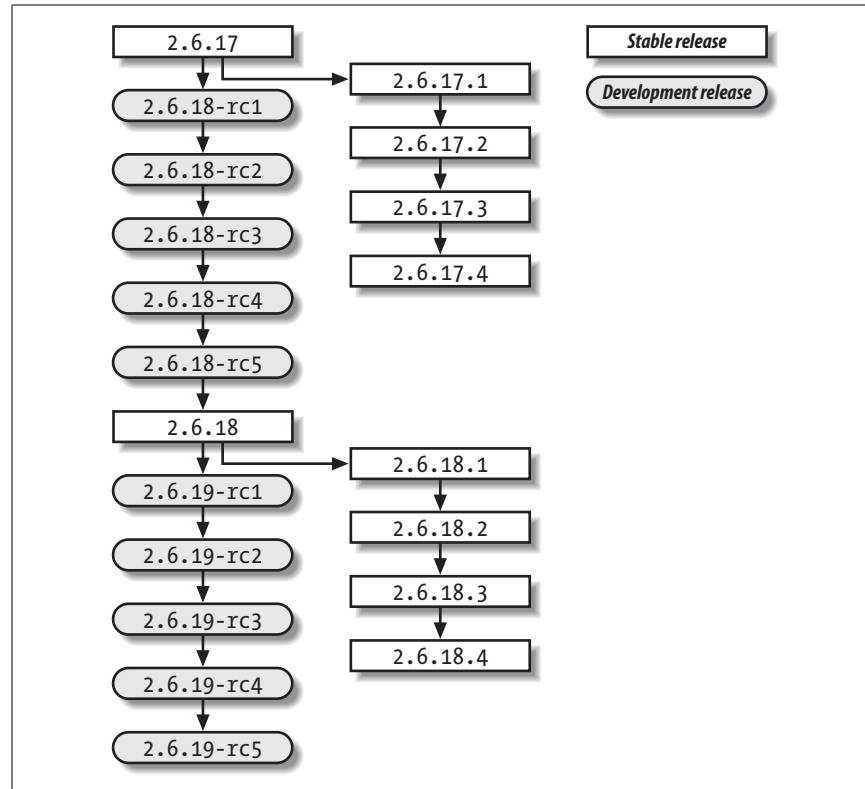 2.6.17
Stable release
2.6.17.1
Development release
2.6.18-rc1
2.6.17.2
2.6.18-rc2
2.6.17.3
2.6.18-rc3
2.6.17.4
2.6.18-rc4
2.6.18-rc5
2.6.18
2.6.18.1
2.6.19-rc1
2.6.18.2
2.6.19-rc2
2.6.18.3
2.6.19-rc3
2.6.18.4
2.6.19-rc4
2.6.19-rc5